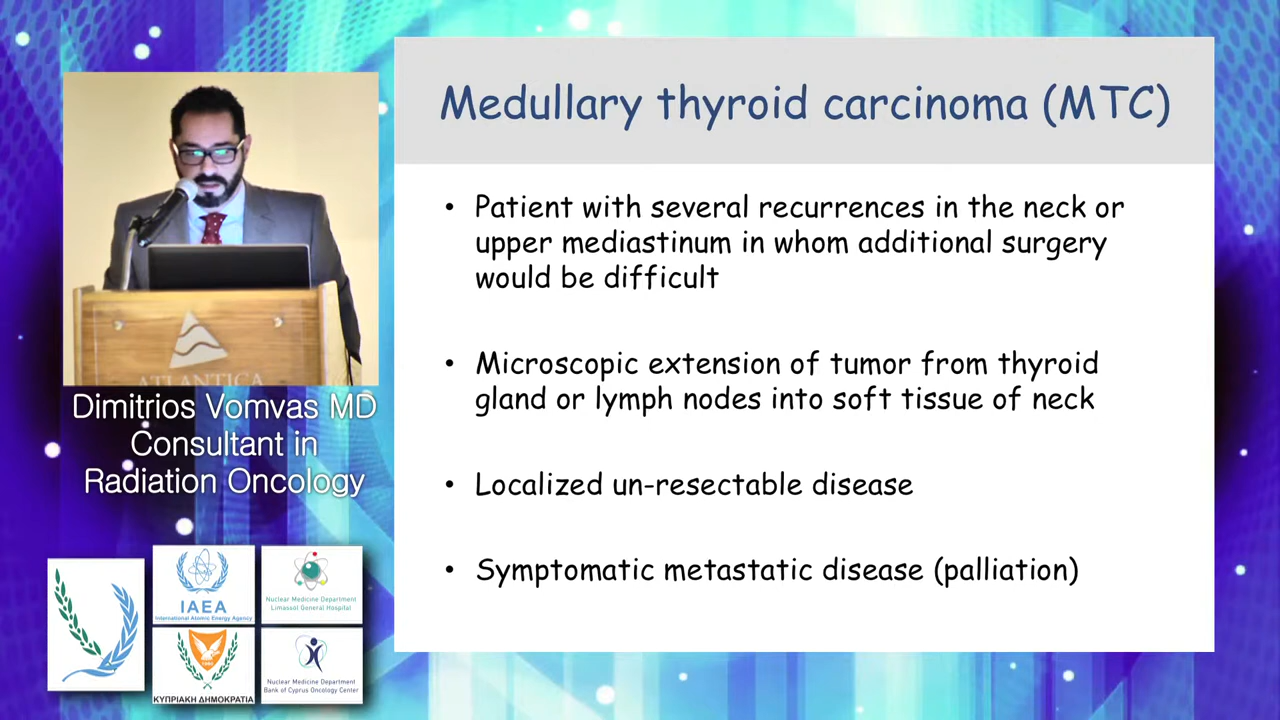 Medullary thyroid carcinoma (MTC)
• Patient with several recurrences in the neck or
upper mediastinum in whom additional surgery
would be difficult
• Microscopic extension of tumor from thyroid
gland or lymph nodes into soft tissue of neck
• Localized un-resectable disease
• Symptomatic metastatic disease (palliation)
ATLANTICA
Dimitrios Vomvas MD
Consultant in
Radiation Oncology
IAEA
International Atomic Energy Agency
Nuclear Medicine Department
Limassol General Hospital
ΚΥΠΡΙΑΚΗ ΔΗΜΟΚΡΑΤΙΑ
Nuclear Medicine Department
Bank of Cyprus Oncology Center